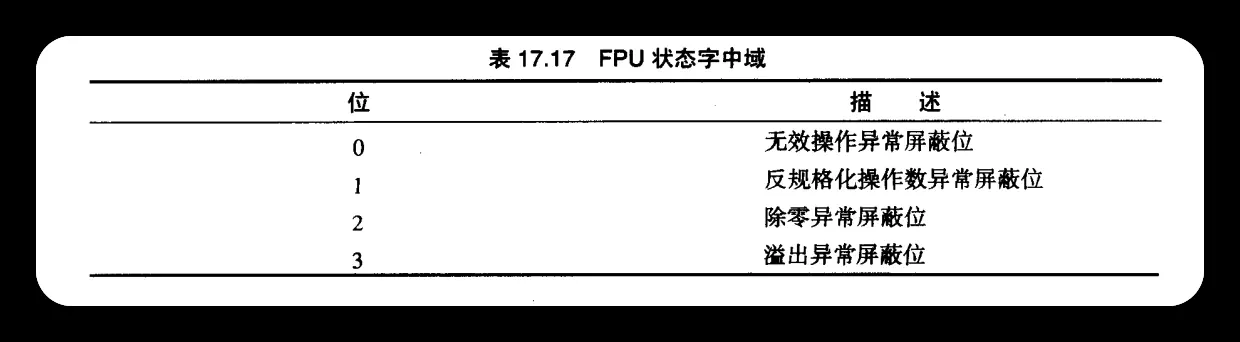 表 17.17 FPU 状态字中域
位 描 述
0 无效操作异常屏蔽位
1 反规格化操作数异常屏蔽位
2 除零异常屏蔽位
3 溢出异常屏蔽位